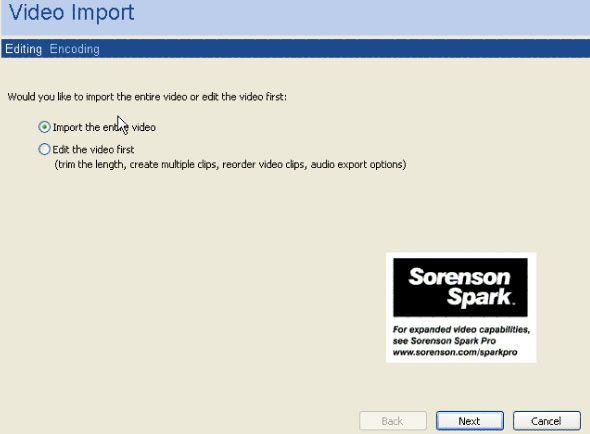 Video Import
Editing Encoding
Would you like to import the entire video or edit the video first:
Import the entire video
Edit the video first
(trim the length, create multiple clips, reorder video clips, audio export options)
Sorenson
Spark.
For expanded video capabilities,
see Sorenson Spark Pro
www.sorenson.com/sparkpro
Back Next Cancel